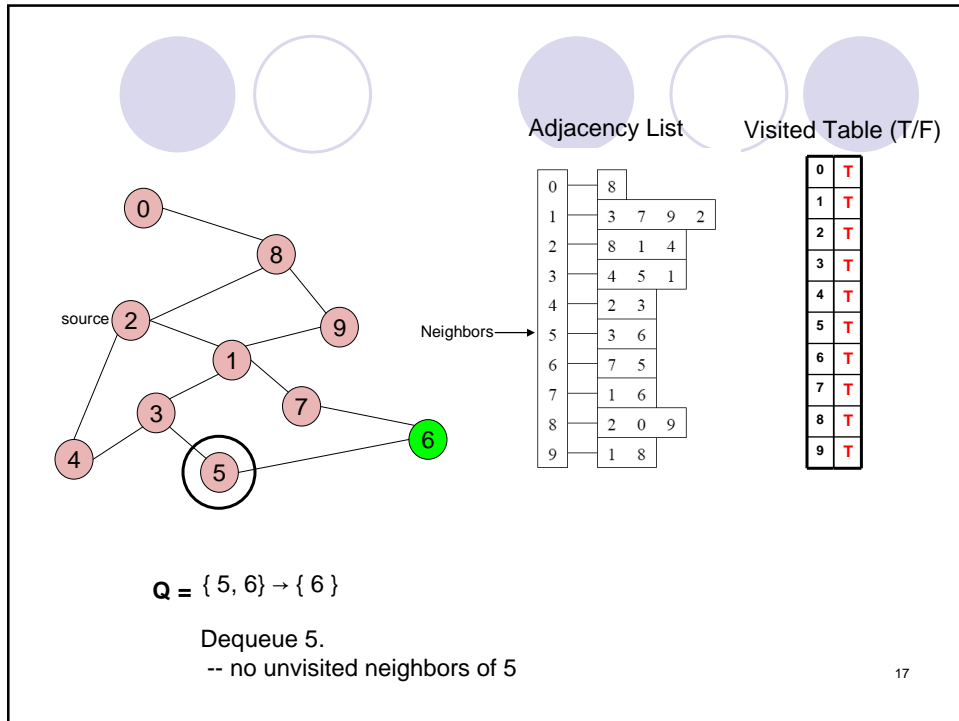 Adjacency List
Visited Table (T/F)
0
8
source 2
9
1
3
7
6
4
5
Neighbors
0 8
1 3 7 9 2
2 8 1 4
3 4 5 1
4 2 3
5 3 6
6 7 5
7 1 6
8 2 0 9
9 1 8
0 T
1 T
2 T
3 T
4 T
5 T
6 T
7 T
8 T
9 T
Q = { 5, 6} → { 6 }
Dequeue 5.
-- no unvisited neighbors of 5
17